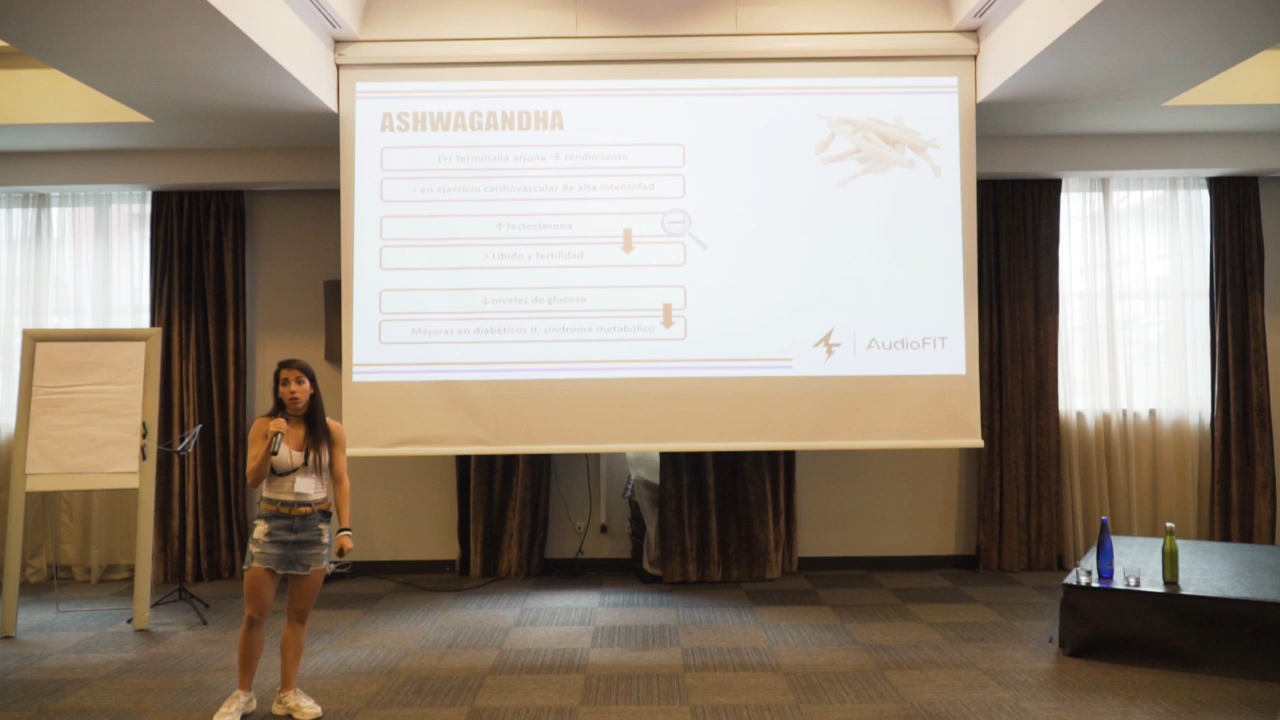 ASHWAGANDHA
(+) Terminalia arjuna → rendimiento
en ejercicio cardiovascular de alta intensidad
↑ Testosterona
Libido y fertilidad
↓niveles de glucosa
Mejoras en diabéticos II, síndrome metabólico
AudioFIT